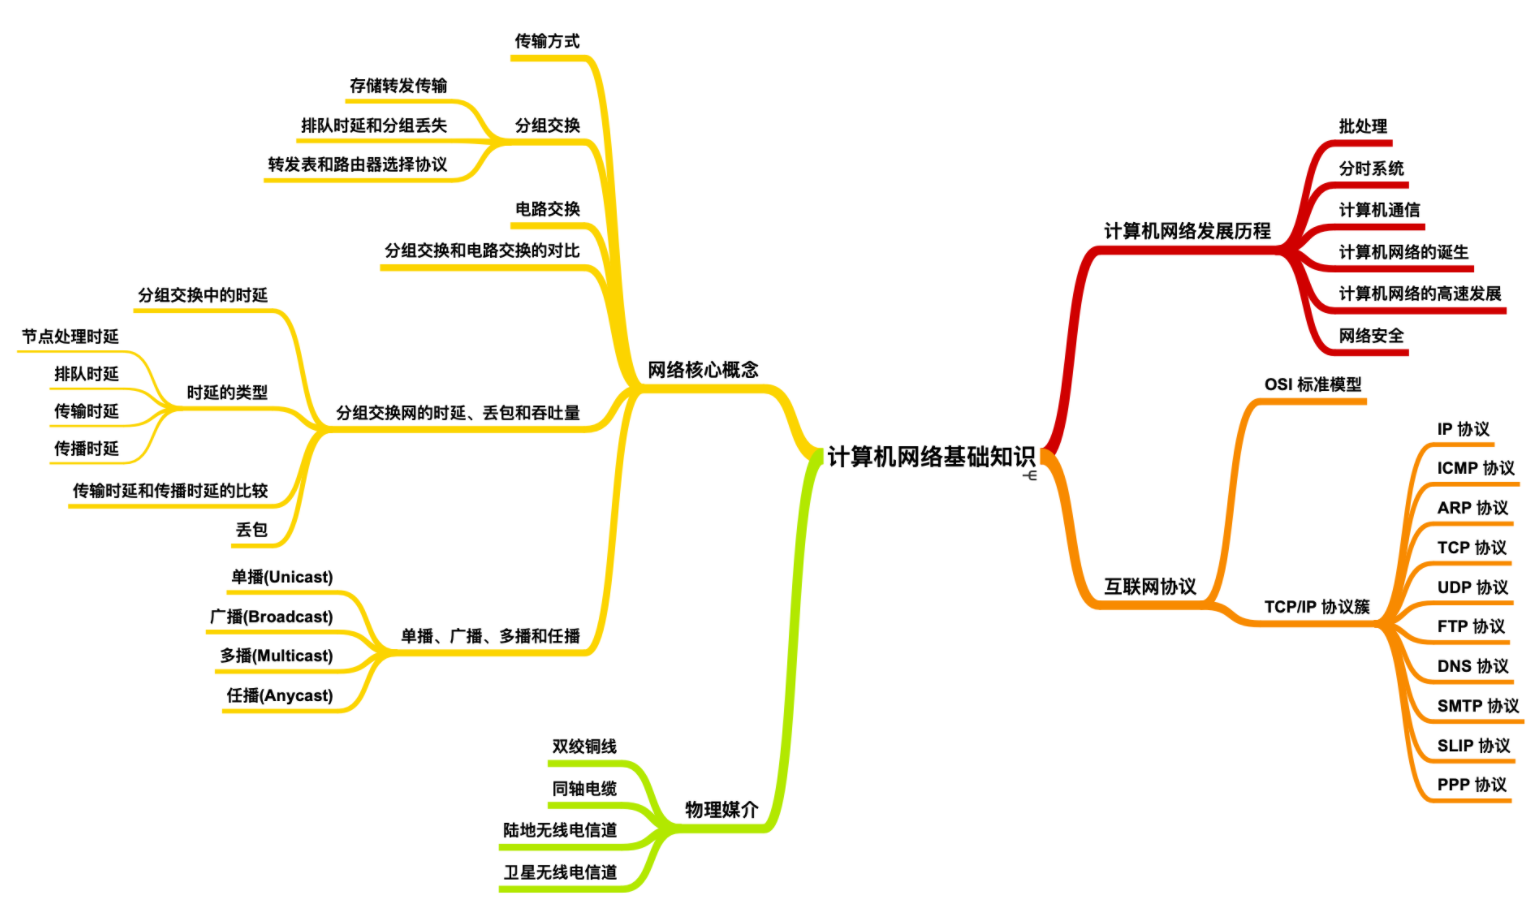 计算机网络基础知识
计算机网络发展历程
批处理
分时系统
计算机通信
计算机网络的诞生
计算机网络的高速发展
网络安全
互联网协议
OSI 标准模型
TCP/IP 协议簇
IP 协议
ICMP 协议
ARP 协议
TCP 协议
UDP 协议
FTP 协议
DNS 协议
SMTP 协议
SLIP 协议
PPP 协议
网络核心概念
传输方式
分组交换
存储转发传输
排队时延和分组丢失
转发表和路由器选择协议
电路交换
分组交换和电路交换的对比
分组交换网的时延、丢包和吞吐量
分组交换中的时延
时延的类型
节点处理时延
排队时延
传输时延
传播时延
传输时延和传播时延的比较
丢包
单播、广播、多播和任播
单播(Unicast)
广播(Broadcast)
多播(Multicast)
任播(Anycast)
物理媒介
双绞铜线
同轴电缆
陆地无线电信道
卫星无线电信道